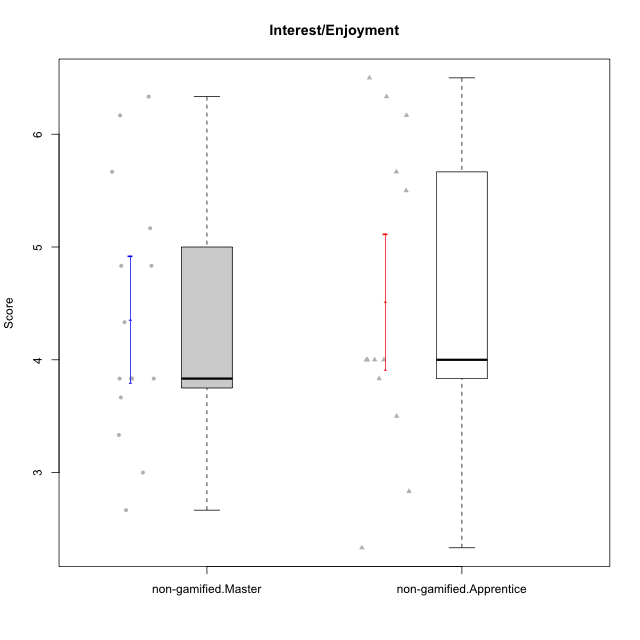 Interest/Enjoyment
Score
6
5
4
3
non-gamified.Master
non-gamified.Apprentice